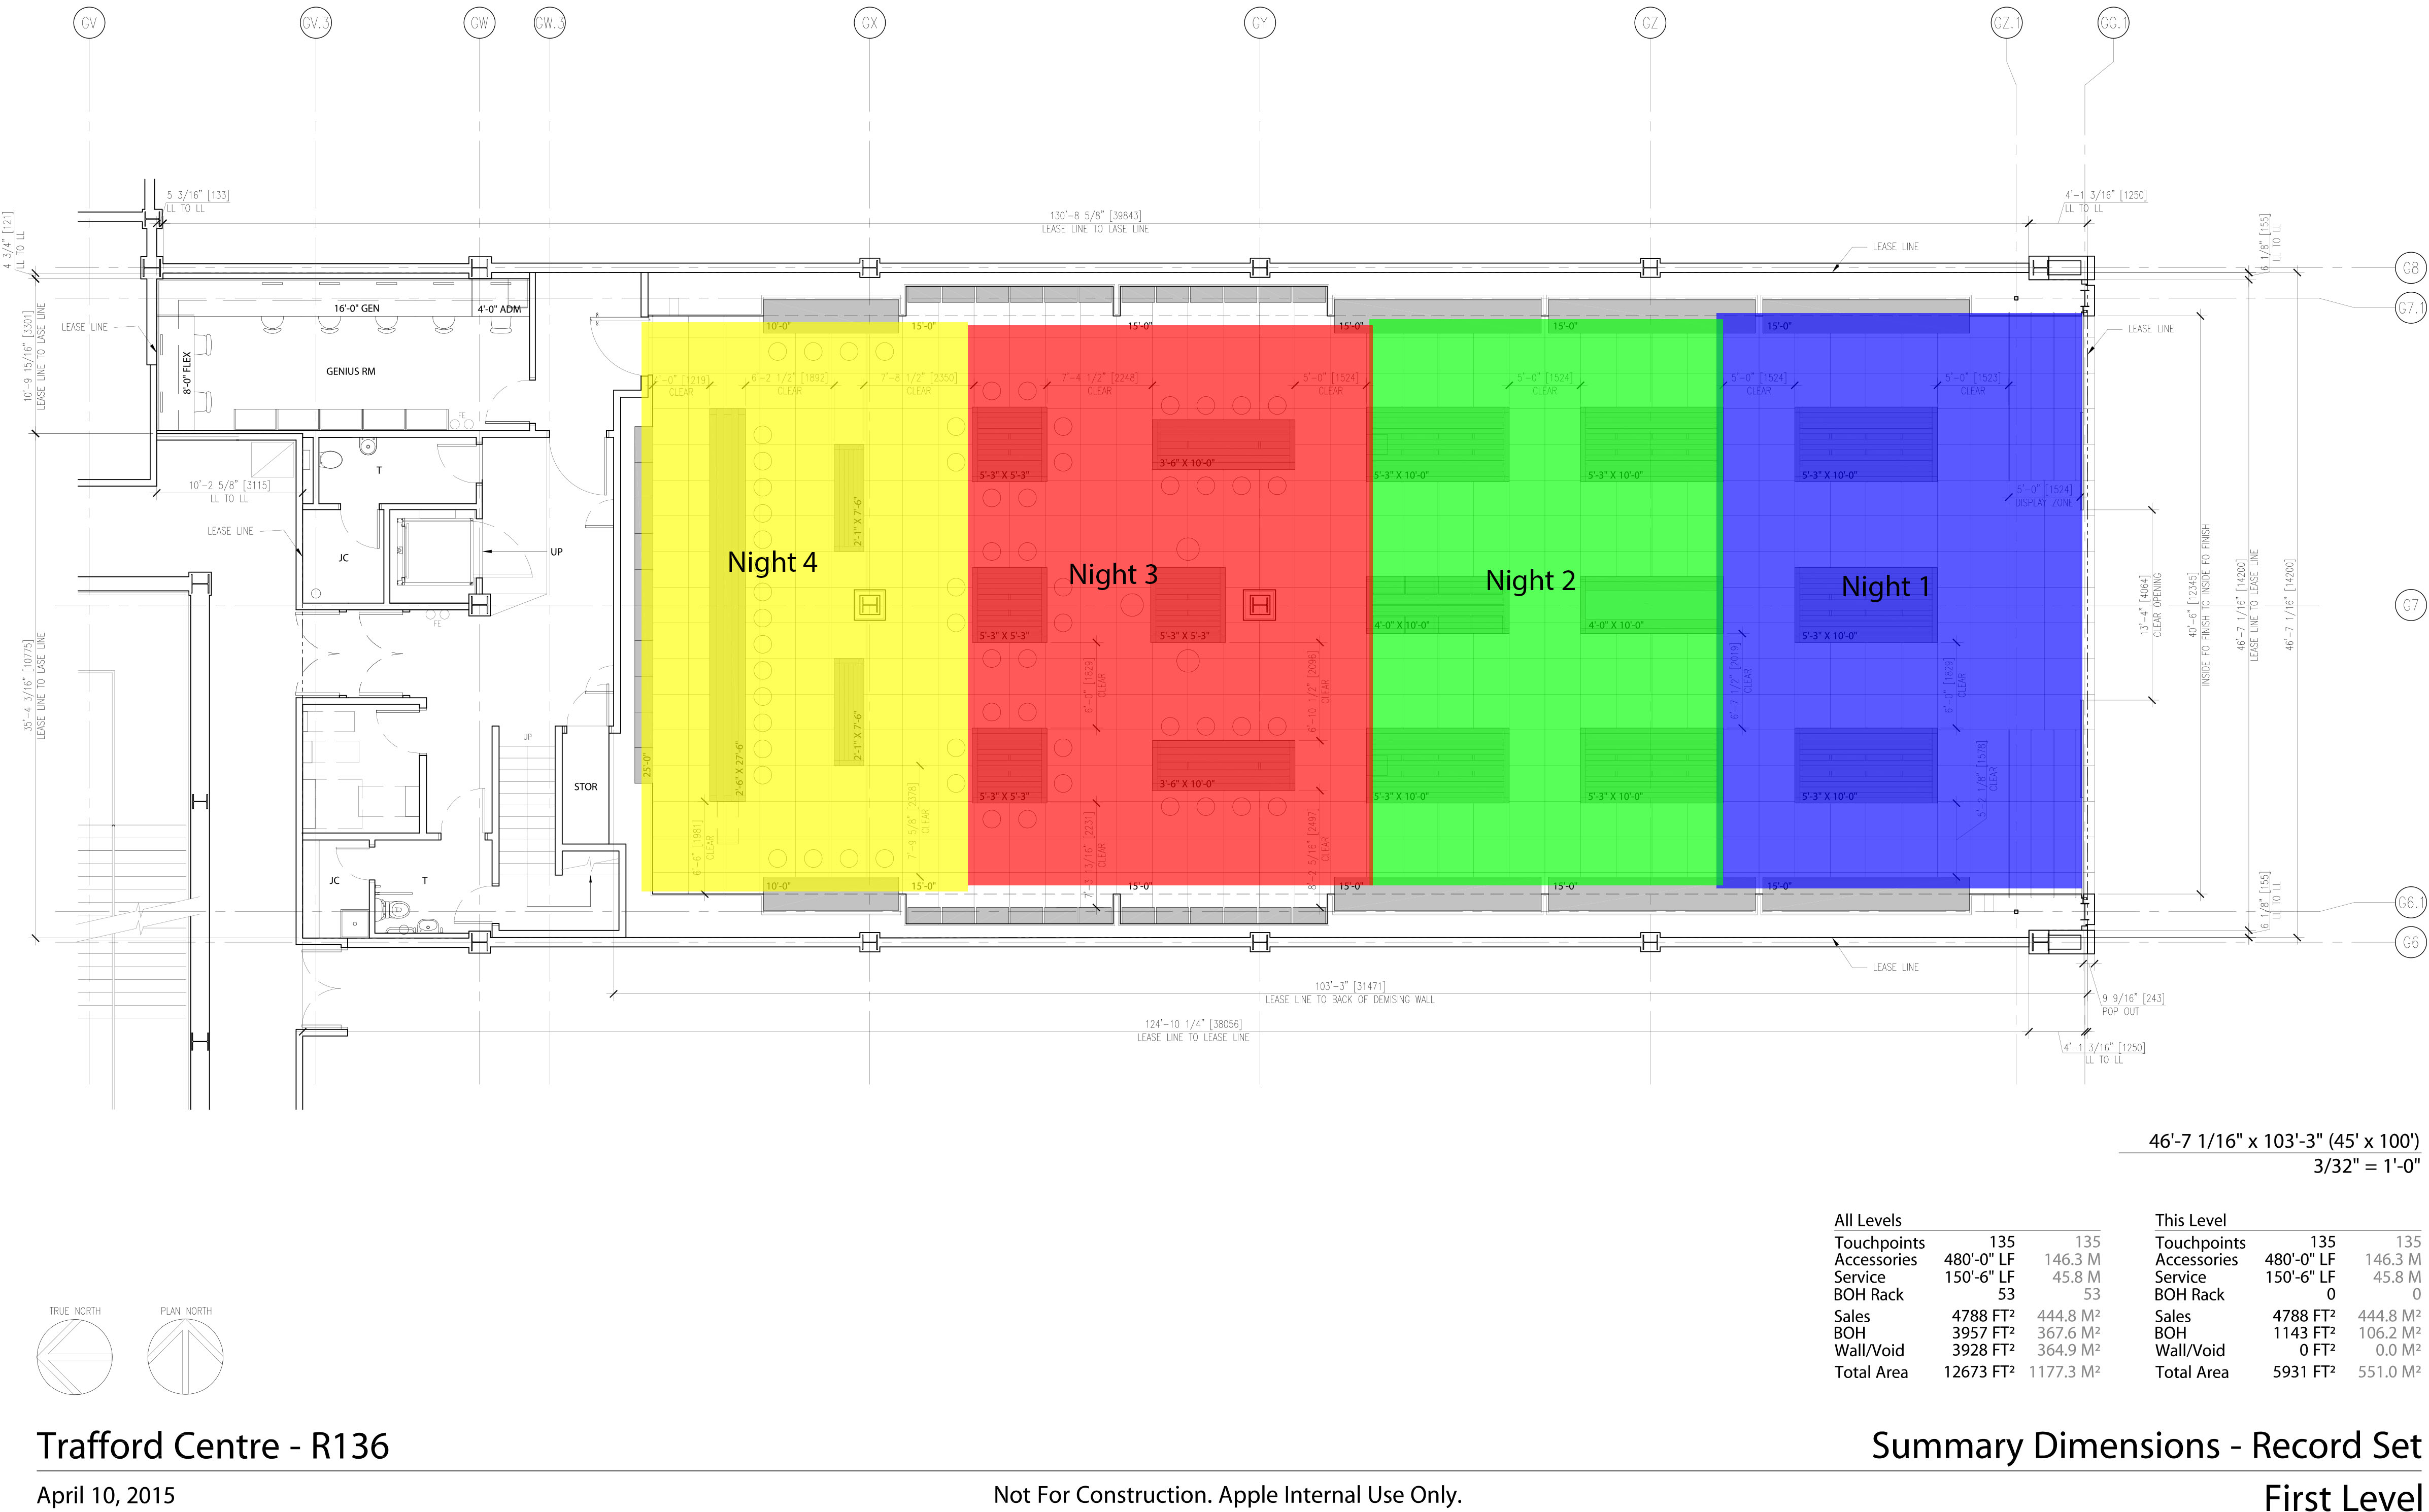 GV
GV.3
GW
GW.3
GX
GY
GZ
GZ.1
GG.1
5 3/16" [133]
LL TO LL
4'-1 3/16" [1250]
LL TO LL
130'-8 5/8" [39843]
LEASE LINE TO LASE LINE
4 3/4" [121]
LL TO LL
LEASE LINE
6 1/8" [155]
LL TO LL
G8
G7.1
10'-9 15/16" [3301]
LEASE LINE TO LASE LINE
LEASE LINE
16'-0" GEN
4'-0" ADM
8'-0" FLEX
GENIUS RM
FE
10'-0"
15'-0"
15'-0"
15'-0"
15'-0"
15'-0"
LEASE LINE
'-0" [1219]
CLEAR
6'-2 1/2" [1892]
CLEAR
7'-8 1/2" [2350]
CLEAR
7'-4 1/2" [2248]
CLEAR
5'-0" [1524]
CLEAR
5'-0" [1524]
CLEAR
5'-0" [1524]
CLEAR
5'-0" [1523]
CLEAR
T
10'-2 5/8" [3115]
LL TO LL
LEASE LINE
JC
UP
FE
5'-3" X 5'-3"
3'-6" X 10'-0"
5'-3" X 10'-0"
5'-3" X 10'-0"
5'-3" X 10'-0"
5'-0" [1524]
DISPLAY ZONE
2'-1" X 7'-6"
Night 4
Night 3
Night 2
Night 1
13'-4" [4064]
CLEAR OPENING
40'-6" [12345]
INSIDE FO FINISH TO INSIDE FO FINISH
46'-7 1/16" [14200]
LEASE LINE TO LEASE LINE
46'-7 1/16" [14200]
G7
5'-3" X 5'-3"
5'-3" X 5'-3"
4'-0" X 10'-0"
4'-0" X 10'-0"
5'-3" X 10'-0"
35'-4 3/16" [10775]
LEASE LINE TO LASE LINE
6'-0" [1829]
CLEAR
6'-10 1/2" [2096]
CLEAR
6'-7 1/2" [2019]
CLEAR
6'-0" [1829]
CLEAR
UP
STOR
25'-0"
2'-6" X 27'-6"
2'-1" X 7'-6"
5'-3" X 5'-3"
3'-6" X 10'-0"
5'-3" X 10'-0"
5'-3" X 10'-0"
5'-3" X 10'-0"
5'-2 1/8" [1578]
CLEAR
6'-6" [1981]
CLEAR
7'-9 5/8" [2378]
CLEAR
7'-3 13/16" [2231]
CLEAR
8'-2 5/16" [2497]
CLEAR
JC
T
10'-0"
15'-0"
15'-0"
15'-0"
15'-0"
15'-0"
6 1/8" [155]
LL TO LL
G6.1
G6
LEASE LINE
103'-3" [31471]
LEASE LINE TO BACK OF DEMISING WALL
9 9/16" [243]
POP OUT
124'-10 1/4" [38056]
LEASE LINE TO LEASE LINE
4'-1 3/16" [1250]
LL TO LL
46'-7 1/16" x 103'-3" (45' x 100')
3/32" = 1'-0"
All Levels
Touchpoints 135 135
Accessories 480'-0" LF 146.3 M
Service 150'-6" LF 45.8 M
BOH Rack 53 53
Sales 4788 FT² 444.8 M²
BOH 3957 FT² 367.6 M²
Wall/Void 3928 FT² 364.9 M²
Total Area 12673 FT² 1177.3 M²
This Level
Touchpoints 135 135
Accessories 480'-0" LF 146.3 M
Service 150'-6" LF 45.8 M
BOH Rack 0 0
Sales 4788 FT² 444.8 M²
BOH 1143 FT² 106.2 M²
Wall/Void 0 FT² 0.0 M²
Total Area 5931 FT² 551.0 M²
TRUE NORTH
PLAN NORTH
Trafford Centre - R136
Summary Dimensions - Record Set
April 10, 2015
Not For Construction. Apple Internal Use Only.
First Level